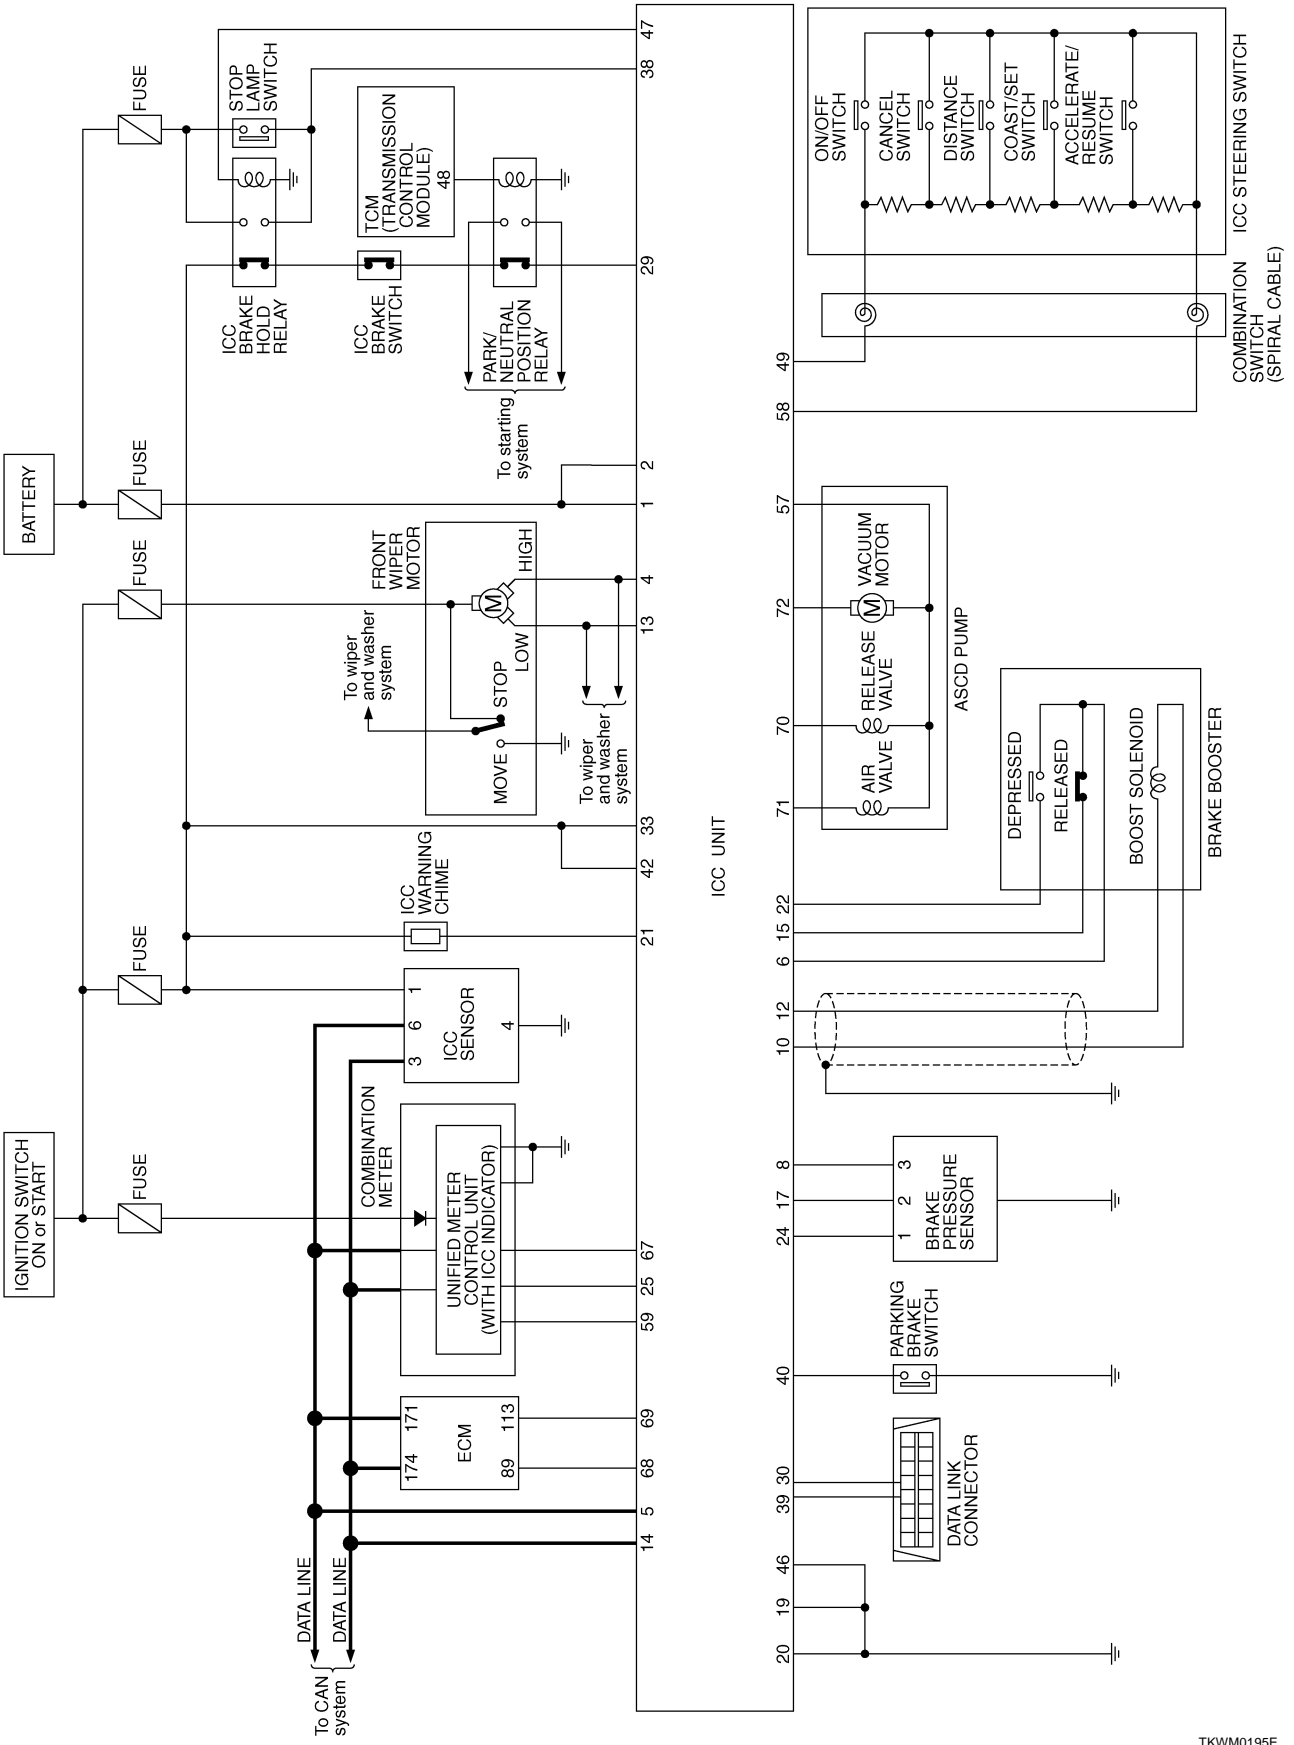 BATTERY
IGNITION SWITCH
ON or START
FUSE
FUSE
FUSE
FUSE
FUSE
STOP
LAMP
SWITCH
ICC
BRAKE
HOLD
RELAY
TCM
(TRANSMISSION
CONTROL
MODULE)
48
ICC
BRAKE
SWITCH
PARK/
NEUTRAL
POSITION
RELAY
To starting
system
FRONT
WIPER
MOTOR
M
HIGH
LOW
STOP
MOVE
To wiper
and washer
system
To wiper
and washer
system
ICC
WARNING
CHIME
ICC
SENSOR
1
6
3
4
COMBINATION
METER
UNIFIED METER
CONTROL UNIT
(WITH ICC INDICATOR)
ECM
171
174
113
89
DATA LINE
DATA LINE
To CAN
system
47
38
29
2
1
4
13
33
42
21
67
25
59
69
68
5
14
ICC UNIT
49
58
57
72
70
71
22
15
6
12
10
8
17
24
40
30
39
46
19
20
ON/OFF
SWITCH
CANCEL
SWITCH
DISTANCE
SWITCH
COAST/SET
SWITCH
ACCELERATE/
RESUME
SWITCH
ICC STEERING SWITCH
COMBINATION
SWITCH
(SPIRAL CABLE)
VACUUM
MOTOR
M
RELEASE
VALVE
AIR
VALVE
ASCD PUMP
DEPRESSED
RELEASED
BOOST SOLENOID
BRAKE BOOSTER
3
2
1
BRAKE
PRESSURE
SENSOR
PARKING
BRAKE
SWITCH
DATA LINK
CONNECTOR
TKWM0195E